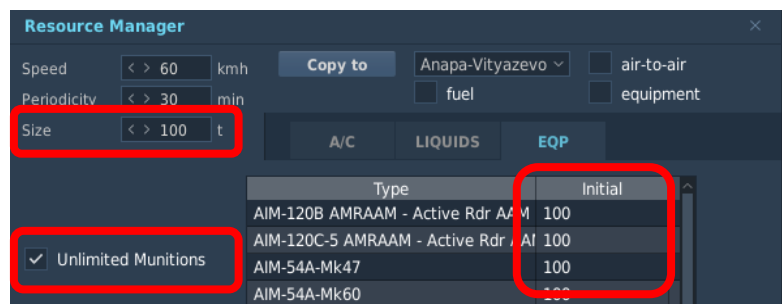 Resource Manager
Speed < > 60 kmh Copy to Anapa-Vityazevo air-to-air
Periodicity < > 30 min fuel equipment
Size < > 100 t
A/C LIQUIDS EQP
Type Initial
AIM-120B AMRAAM - Active Rdr AAM 100
AIM-120C-5 AMRAAM - Active Rdr AAM 100
Unlimited Munitions
AIM-54A-Mk47 100
AIM-54A-Mk60 100